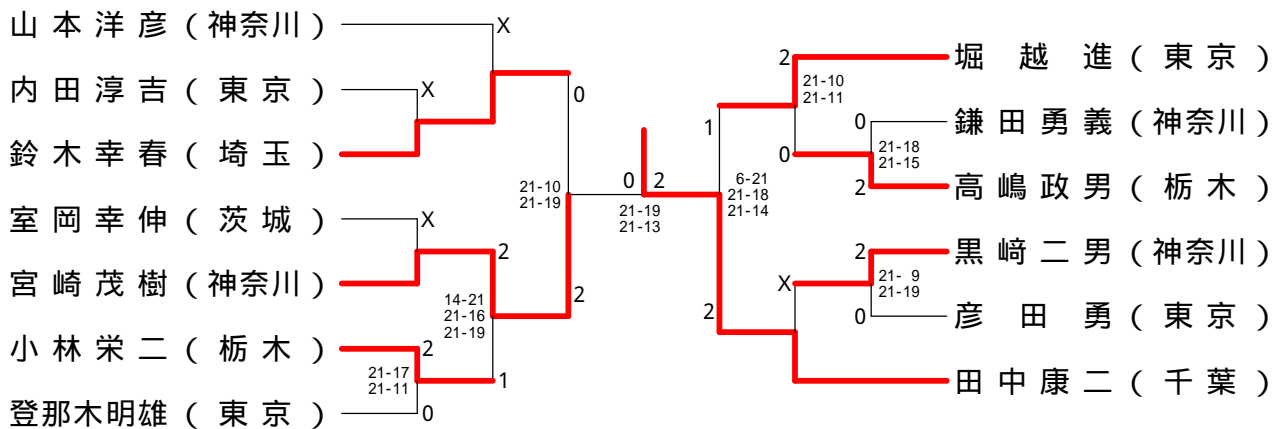 山本洋彦（神奈川）
内田淳吉（東京）
鈴木幸春（埼玉）
室岡幸伸（茨城）
宮崎茂樹（神奈川）
小林栄二（栃木）
登那木明雄（東京）
X
X
X
2
21-17
21-11
0
2
14-21
21-16
21-19
1
0
21-10
21-19
2
0 2
21-19
21-13
1
6-21
21-18
21-14
2
2
21-10
21-11
0
X
0
21-18
21-15
2
2
21- 9
21-19
0
堀越進（東京）
鎌田勇義（神奈川）
高嶋政男（栃木）
黒﨑二男（神奈川）
彦田勇（東京）
田中康二（千葉）